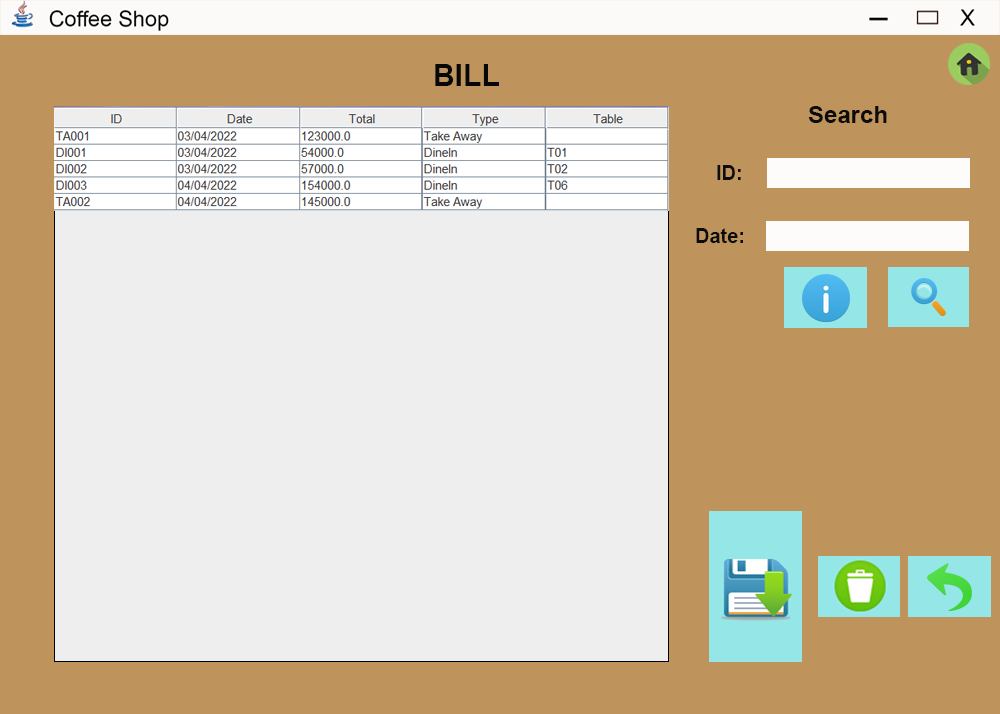 Coffee Shop
X
BILL
Search
ID Date Total Type Table
TA001 03/04/2022 123000.0 Take Away
DI001 03/04/2022 54000.0 DineIn T01
DI002 03/04/2022 57000.0 DineIn T02
DI003 04/04/2022 154000.0 DineIn T06
TA002 04/04/2022 145000.0 Take Away
ID:
Date: